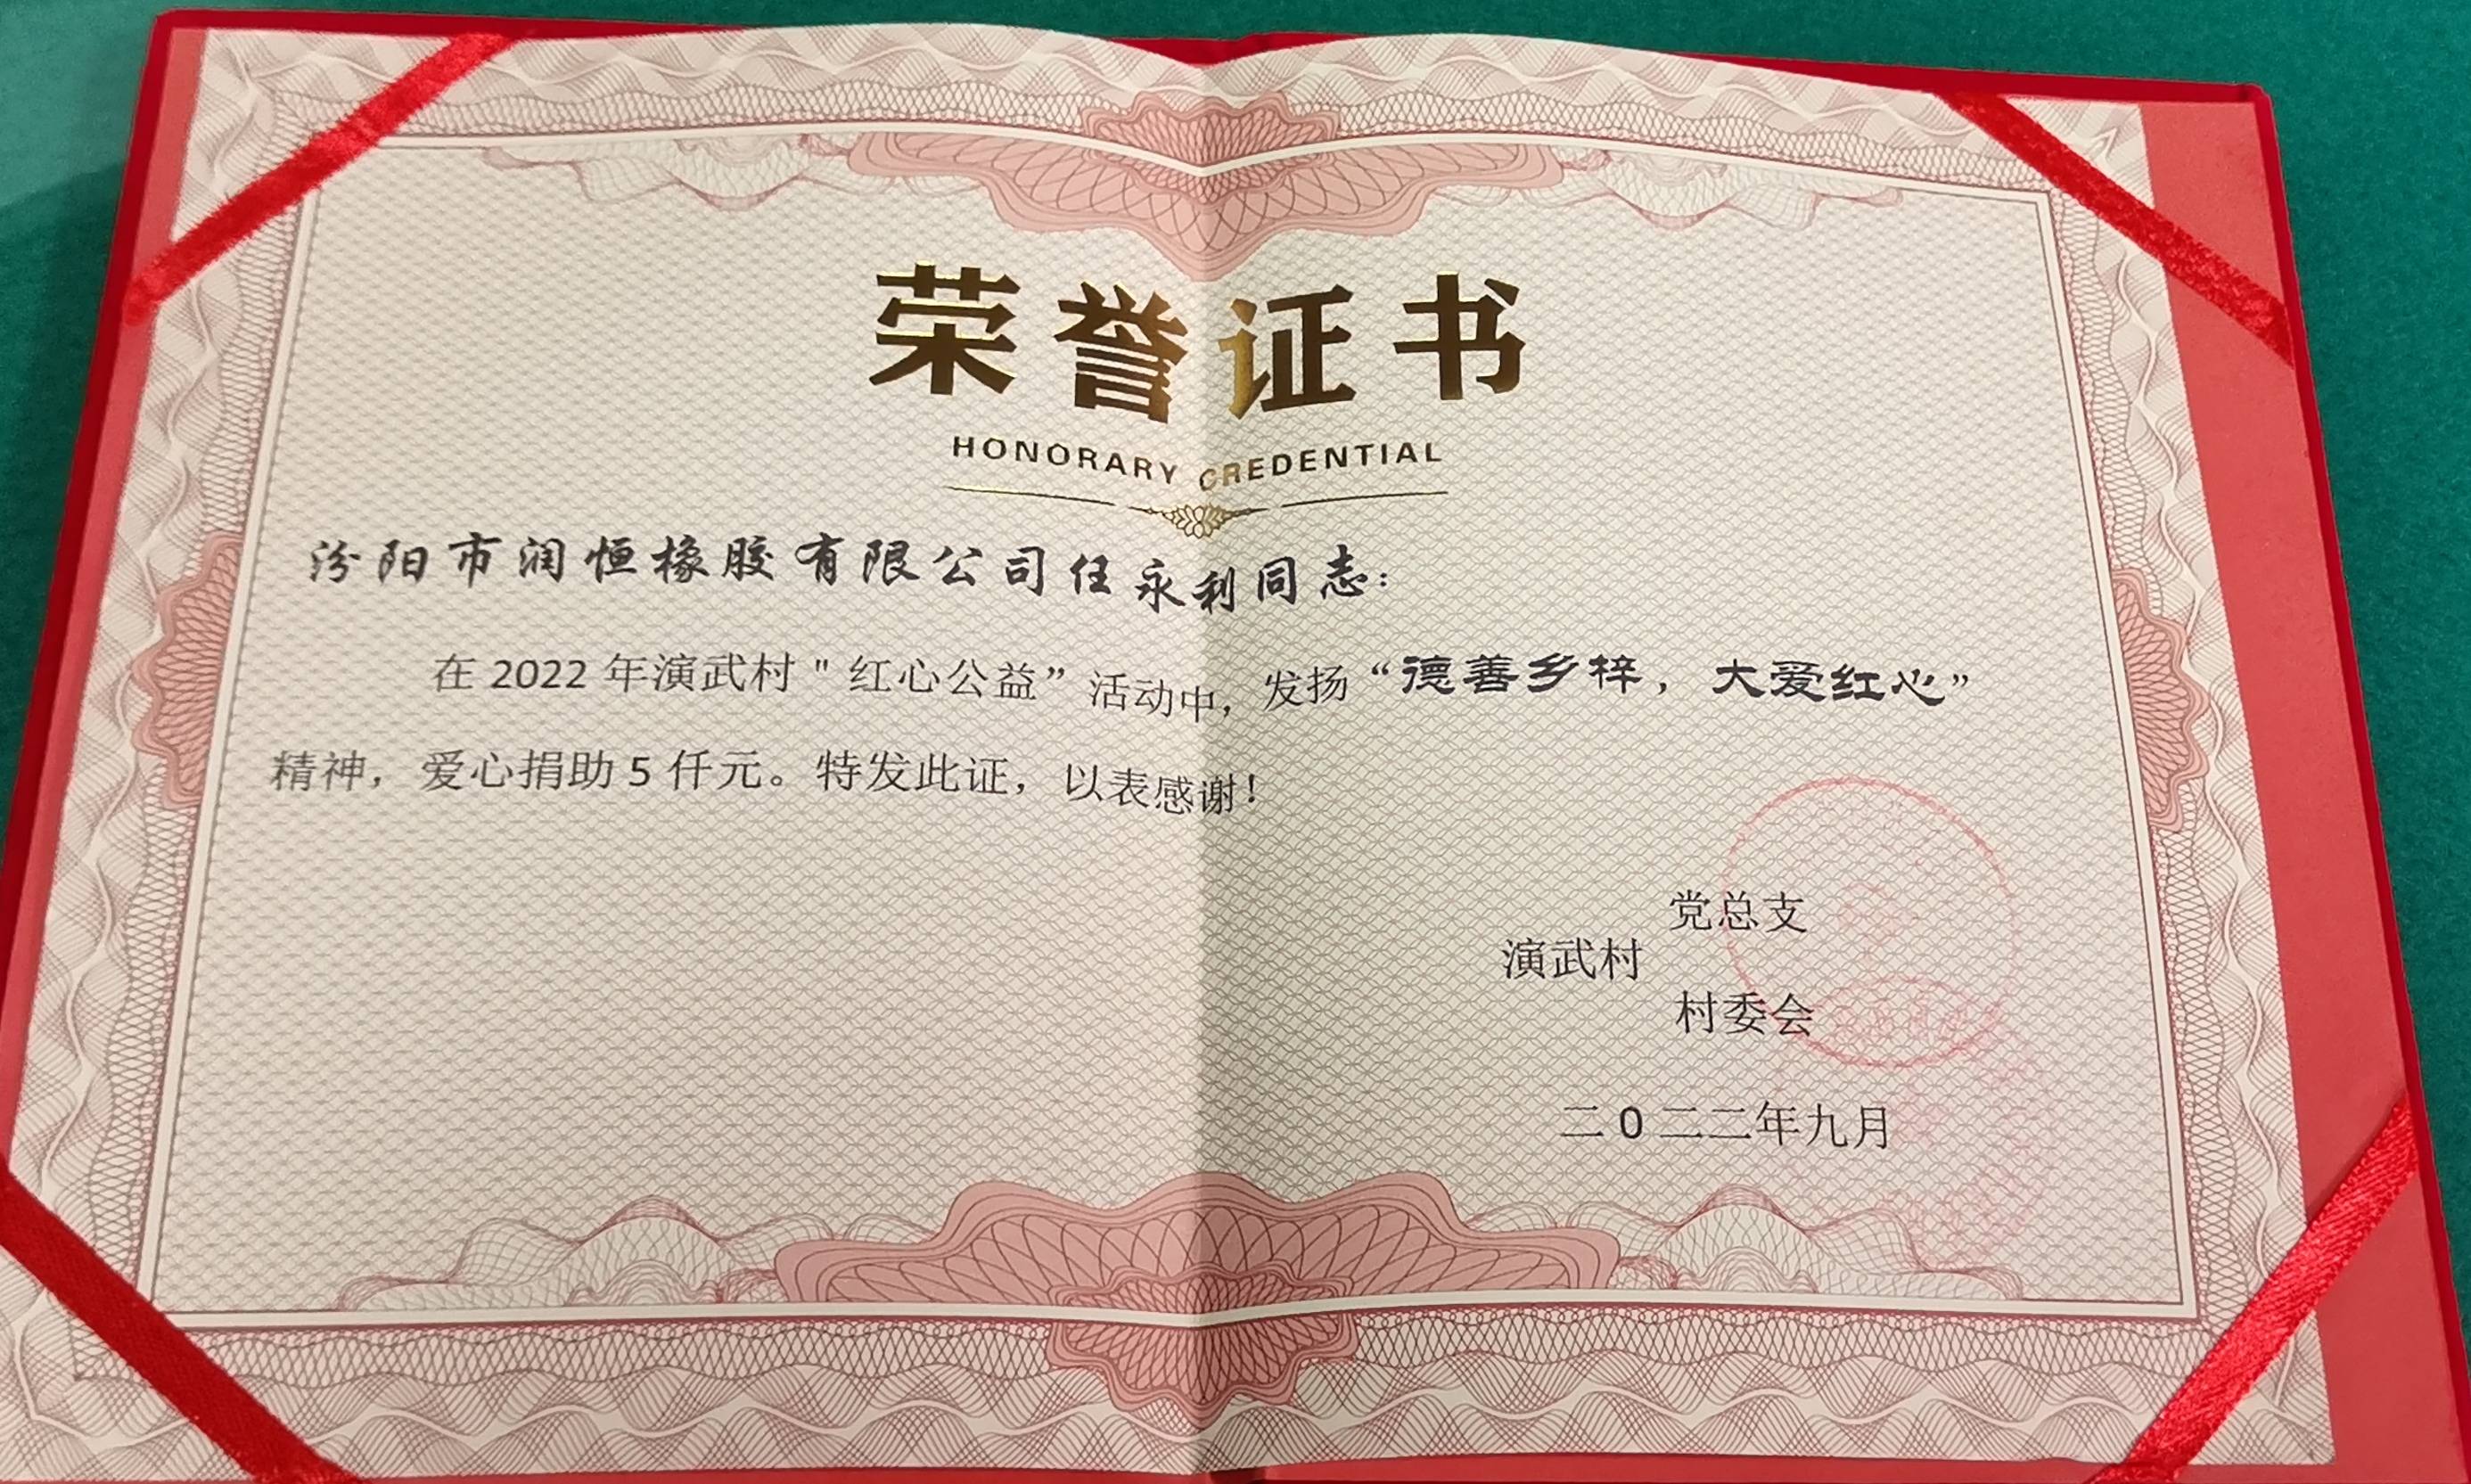 荣誉证书
HONORARY CREDENTIAL
汾阳市润恒橡胶有限公司任永利同志：
在 2022 年演武村＂红心公益” 活动中，发扬 “德善乡梓，大爱红心”
精神，爱心捐助 5 仟元。特发此证，以表感谢！
党总支
演武村
村委会
二 0 二二年九月